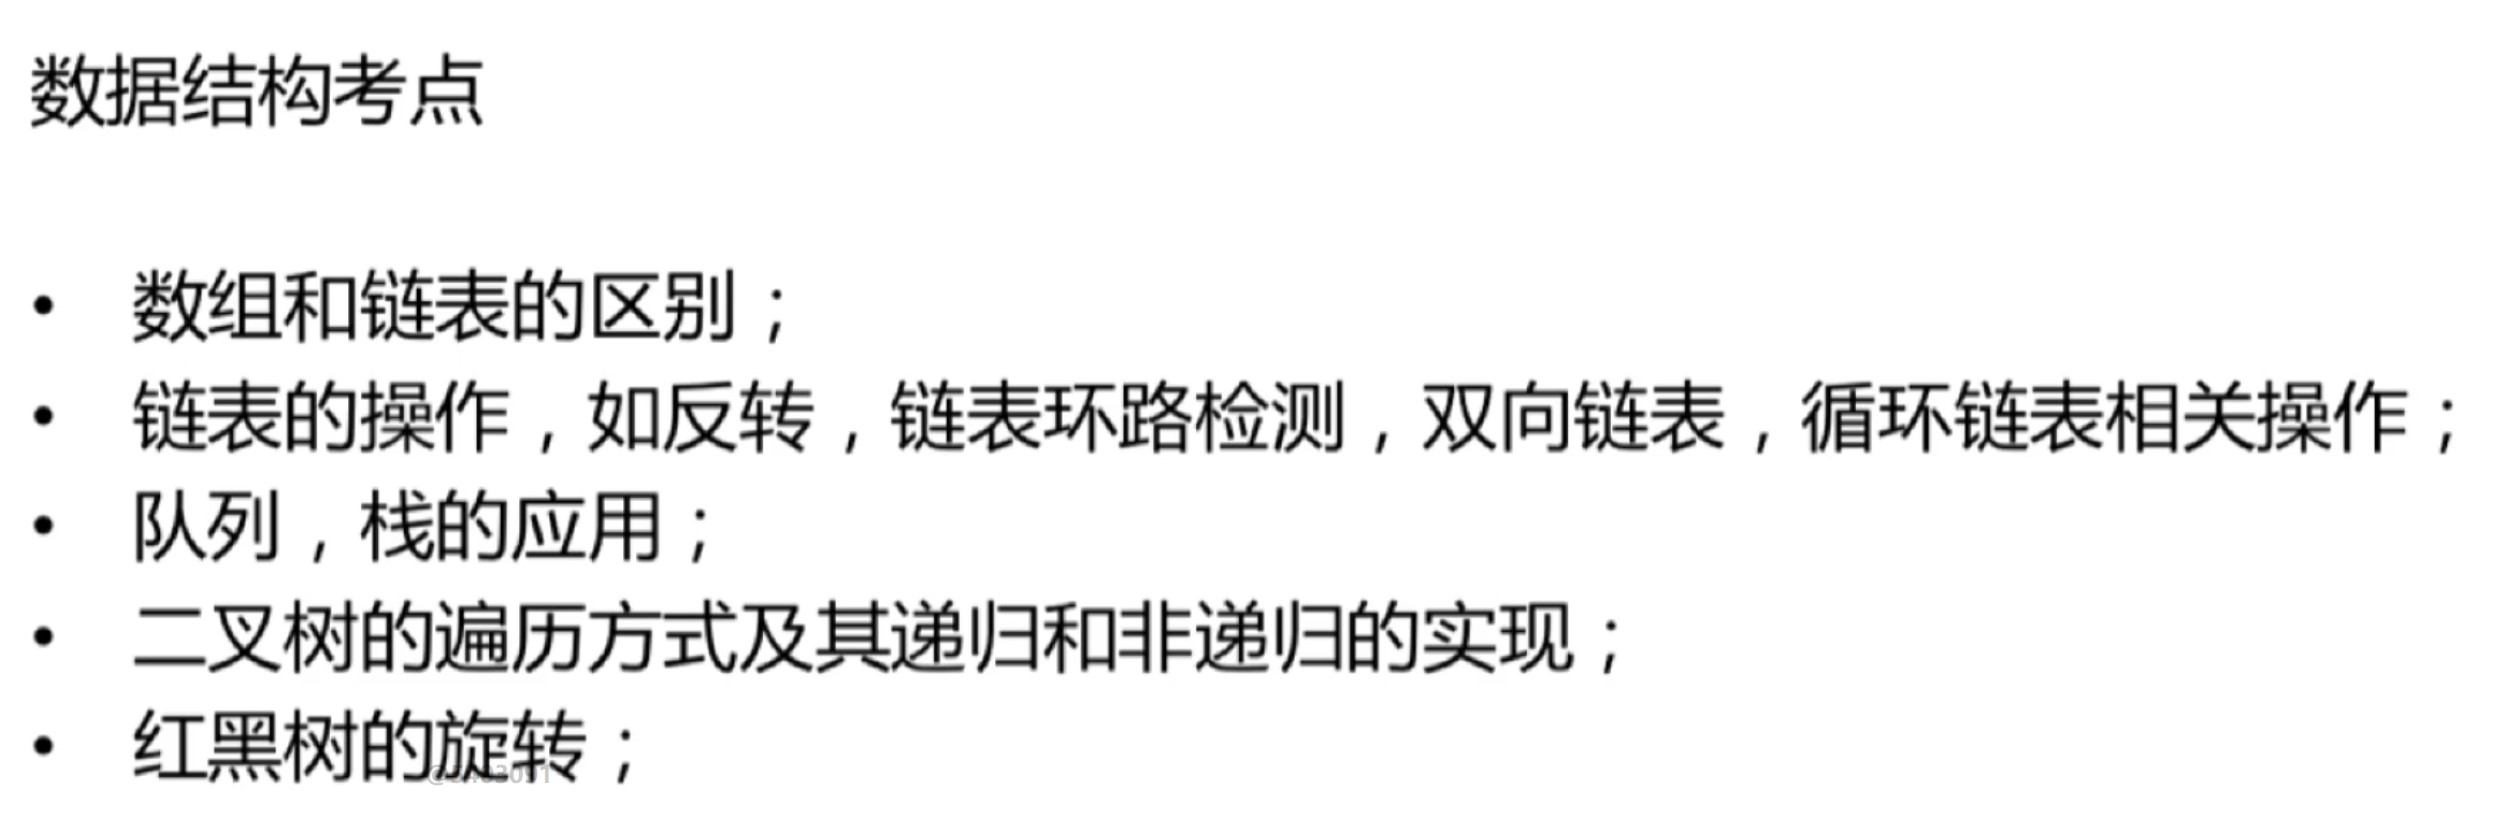 数据结构考点
• 数组和链表的区别；
• 链表的操作，如反转，链表环路检测，双向链表，循环链表相关操作；
• 队列，栈的应用；
• 二叉树的遍历方式及其递归和非递归的实现；
• 红黑树的旋转；